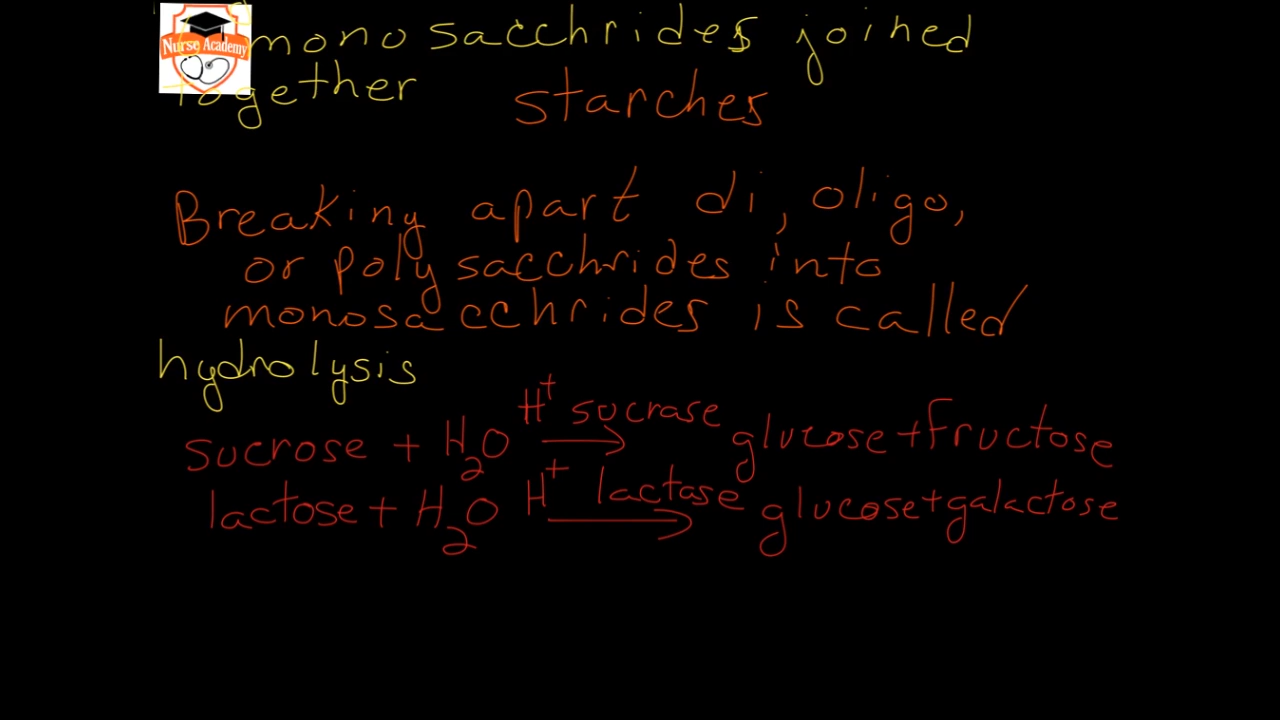 Nurse Academy
monosacchrides joined
together
starches
Breaking apart di, oligo,
or polysacchrides into
monosacchrides is called
hydrolysis
sucrose + H2O H+ sucrase glucose + fructose
lactose + H2O H+ lactase glucose + galactose